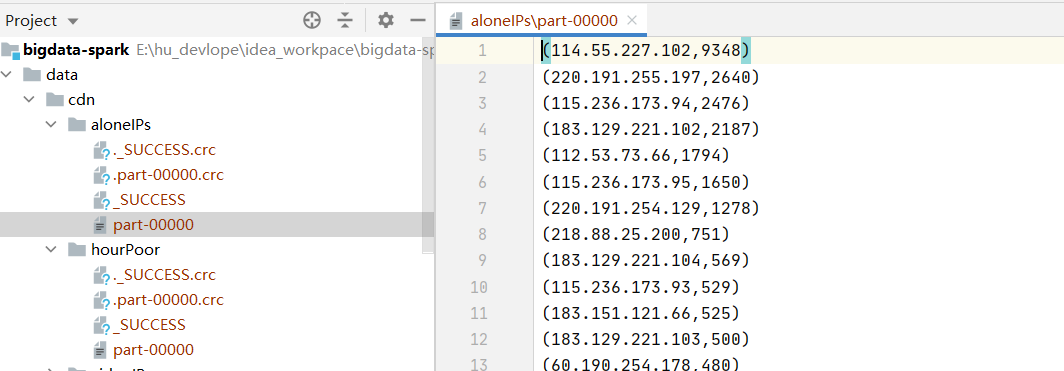 Project
bigdata-spark E:\hu_devlope\idea_workpace\bigdata-sp
data
cdn
aloneIPs
._SUCCESS.crc
.part-00000.crc
_SUCCESS
part-00000
hourPoor
._SUCCESS.crc
.part-00000.crc
_SUCCESS
part-00000
aloneIPs\part-00000
1 (114.55.227.102,9348)
2 (220.191.255.197,2640)
3 (115.236.173.94,2476)
4 (183.129.221.102,2187)
5 (112.53.73.66,1794)
6 (115.236.173.95,1650)
7 (220.191.254.129,1278)
8 (218.88.25.200,751)
9 (183.129.221.104,569)
10 (115.236.173.93,529)
11 (183.151.121.66,525)
12 (183.129.221.103,500)
13 (60.190.254.178,480)